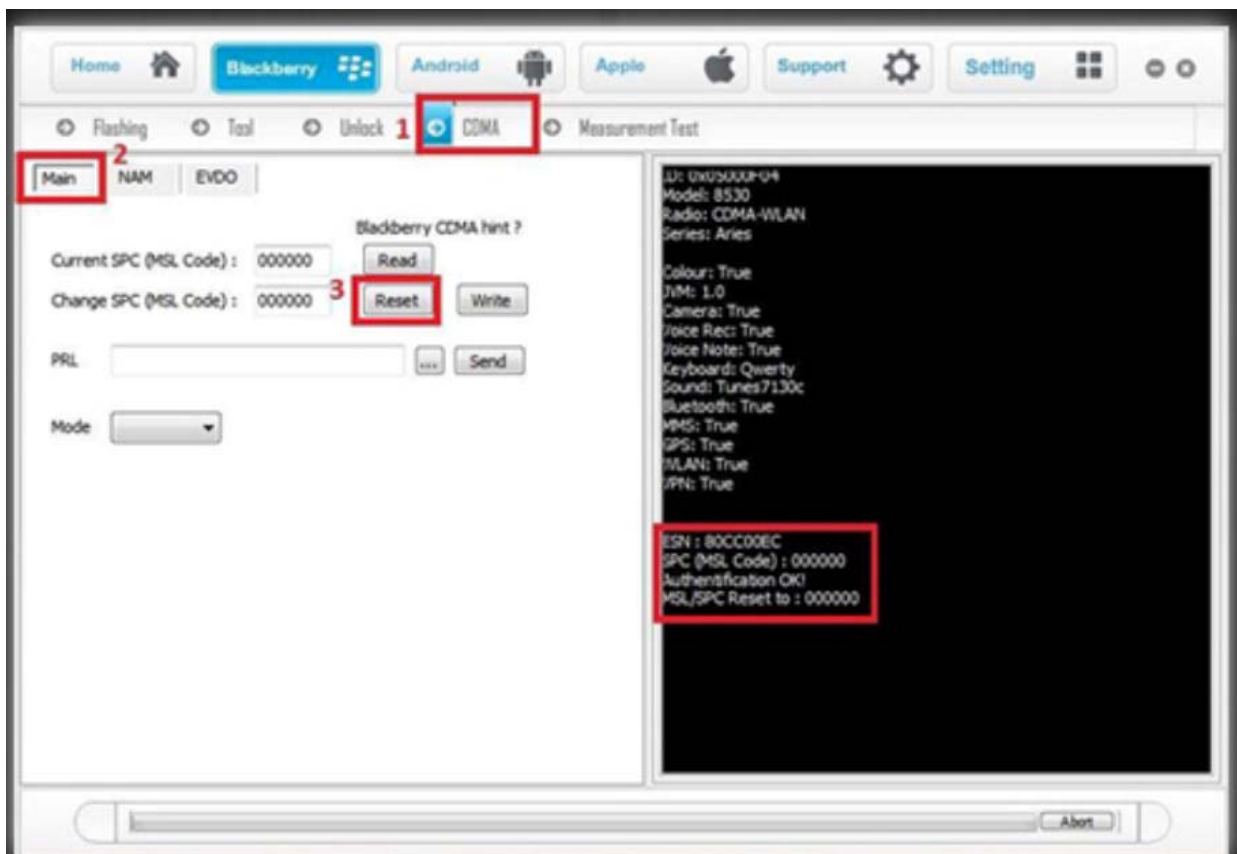 Home Blackberry Android Apple Support Setting
Flashing Tool Unlock 1 CDMA Measurement Test
2
Main NAM EVDO
Blackberry CDMA hint ?
Current SPC (MSL Code) : 000000 Read
Change SPC (MSL Code) : 000000 3 Reset Write
PRL ... Send
Mode
ID: 0x05000F04
Model: 8530
Radio: CDMA-WLAN
Series: Aries
Colour: True
JVM: 1.0
Camera: True
Voice Rec: True
Voice Note: True
Keyboard: Qwerty
Sound: Tunes7130c
Bluetooth: True
MMS: True
GPS: True
WLAN: True
VPN: True
ESN : 80CC00EC
SPC (MSL Code) : 000000
Authentification OK!
MSL/SPC Reset to : 000000
Abort